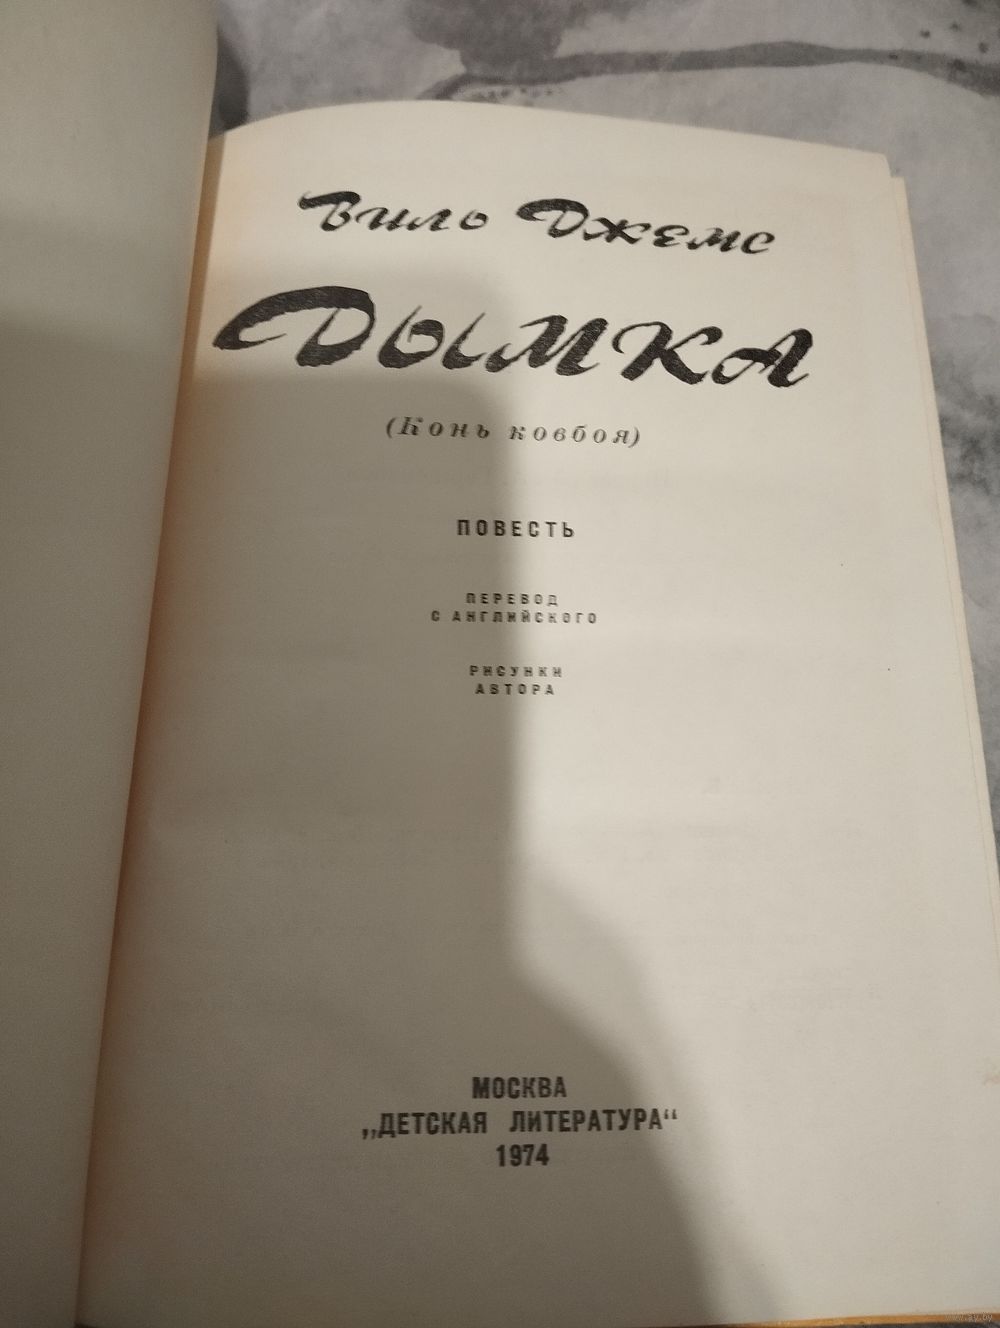 Виль Джемс
ДЫМКА
(Конь ковбоя)
ПОВЕСТЬ
ПЕРЕВОД
С АНГЛИЙСКОГО
РИСУНКИ
АВТОРА
МОСКВА
„ДЕТСКАЯ ЛИТЕРАТУРА“
1974